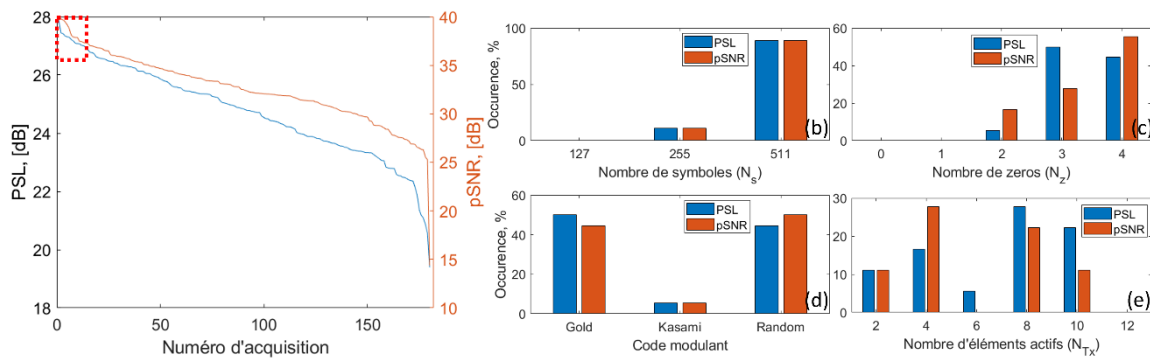 28
26
24
22
20
18
PSL, [dB]
40
35
30
25
20
15
10
pSNR, [dB]
0 50 100 150
Numéro d'acquisition
100
50
0
Occurence, %
PSL
pSNR
(b)
127 255 511
Nombre de symboles (Ns)
60
40
20
0
PSL
pSNR
(c)
0 1 2 3 4
Nombre de zeros (Nz)
40
20
0
Occurence, %
PSL
pSNR
(d)
Gold Kasami Random
Code modulant
30
20
10
0
PSL
pSNR
(e)
2 4 6 8 10 12
Nombre d'éléments actifs (NTx)